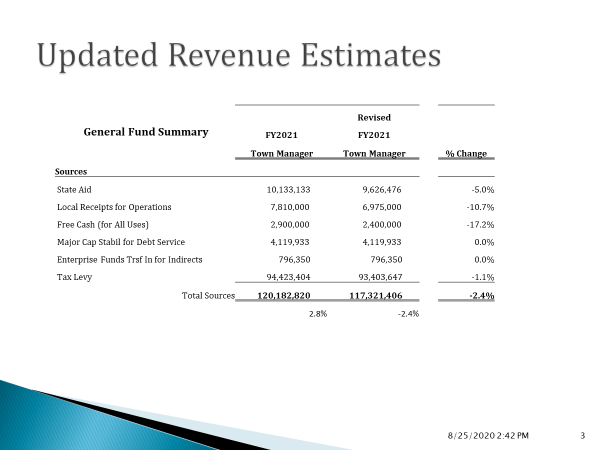 Updated Revenue Estimates
Revised
General Fund Summary FY2021 FY2021
Town Manager Town Manager % Change
Sources
State Aid 10,133,133 9,626,476 -5.0%
Local Receipts for Operations 7,810,000 6,975,000 -10.7%
Free Cash (for All Uses) 2,900,000 2,400,000 -17.2%
Major Cap Stabil for Debt Service 4,119,933 4,119,933 0.0%
Enterprise Funds Trsf In for Indirects 796,350 796,350 0.0%
Tax Levy 94,423,404 93,403,647 -1.1%
Total Sources 120,182,820 117,321,406 -2.4%
2.8% -2.4%
8/25/2020 2:42 PM 3